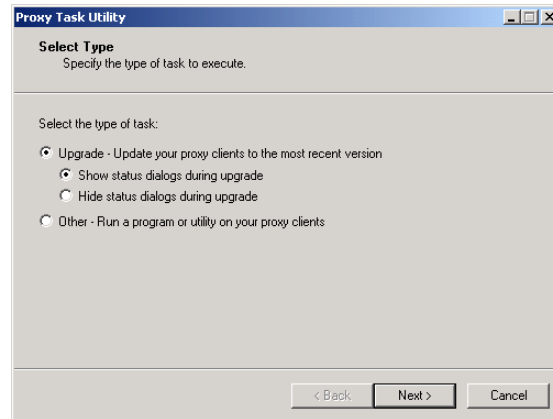 Proxy Task Utility
Select Type
Specify the type of task to execute.
Select the type of task:
Upgrade - Update your proxy clients to the most recent version
Show status dialogs during upgrade
Hide status dialogs during upgrade
Other - Run a program or utility on your proxy clients
< Back
Next >
Cancel